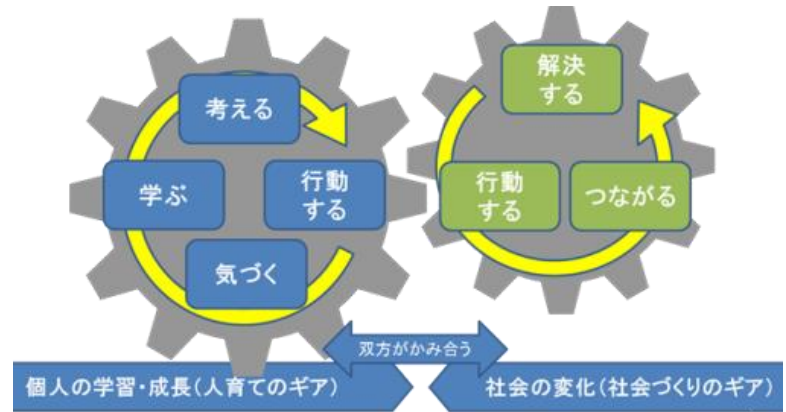 考える
学ぶ
行動
する
気づく
解決
する
行動
する
つながる
双方がかみ合う
個人の学習・成長(人育てのギア)
社会の変化(社会づくりのギア)